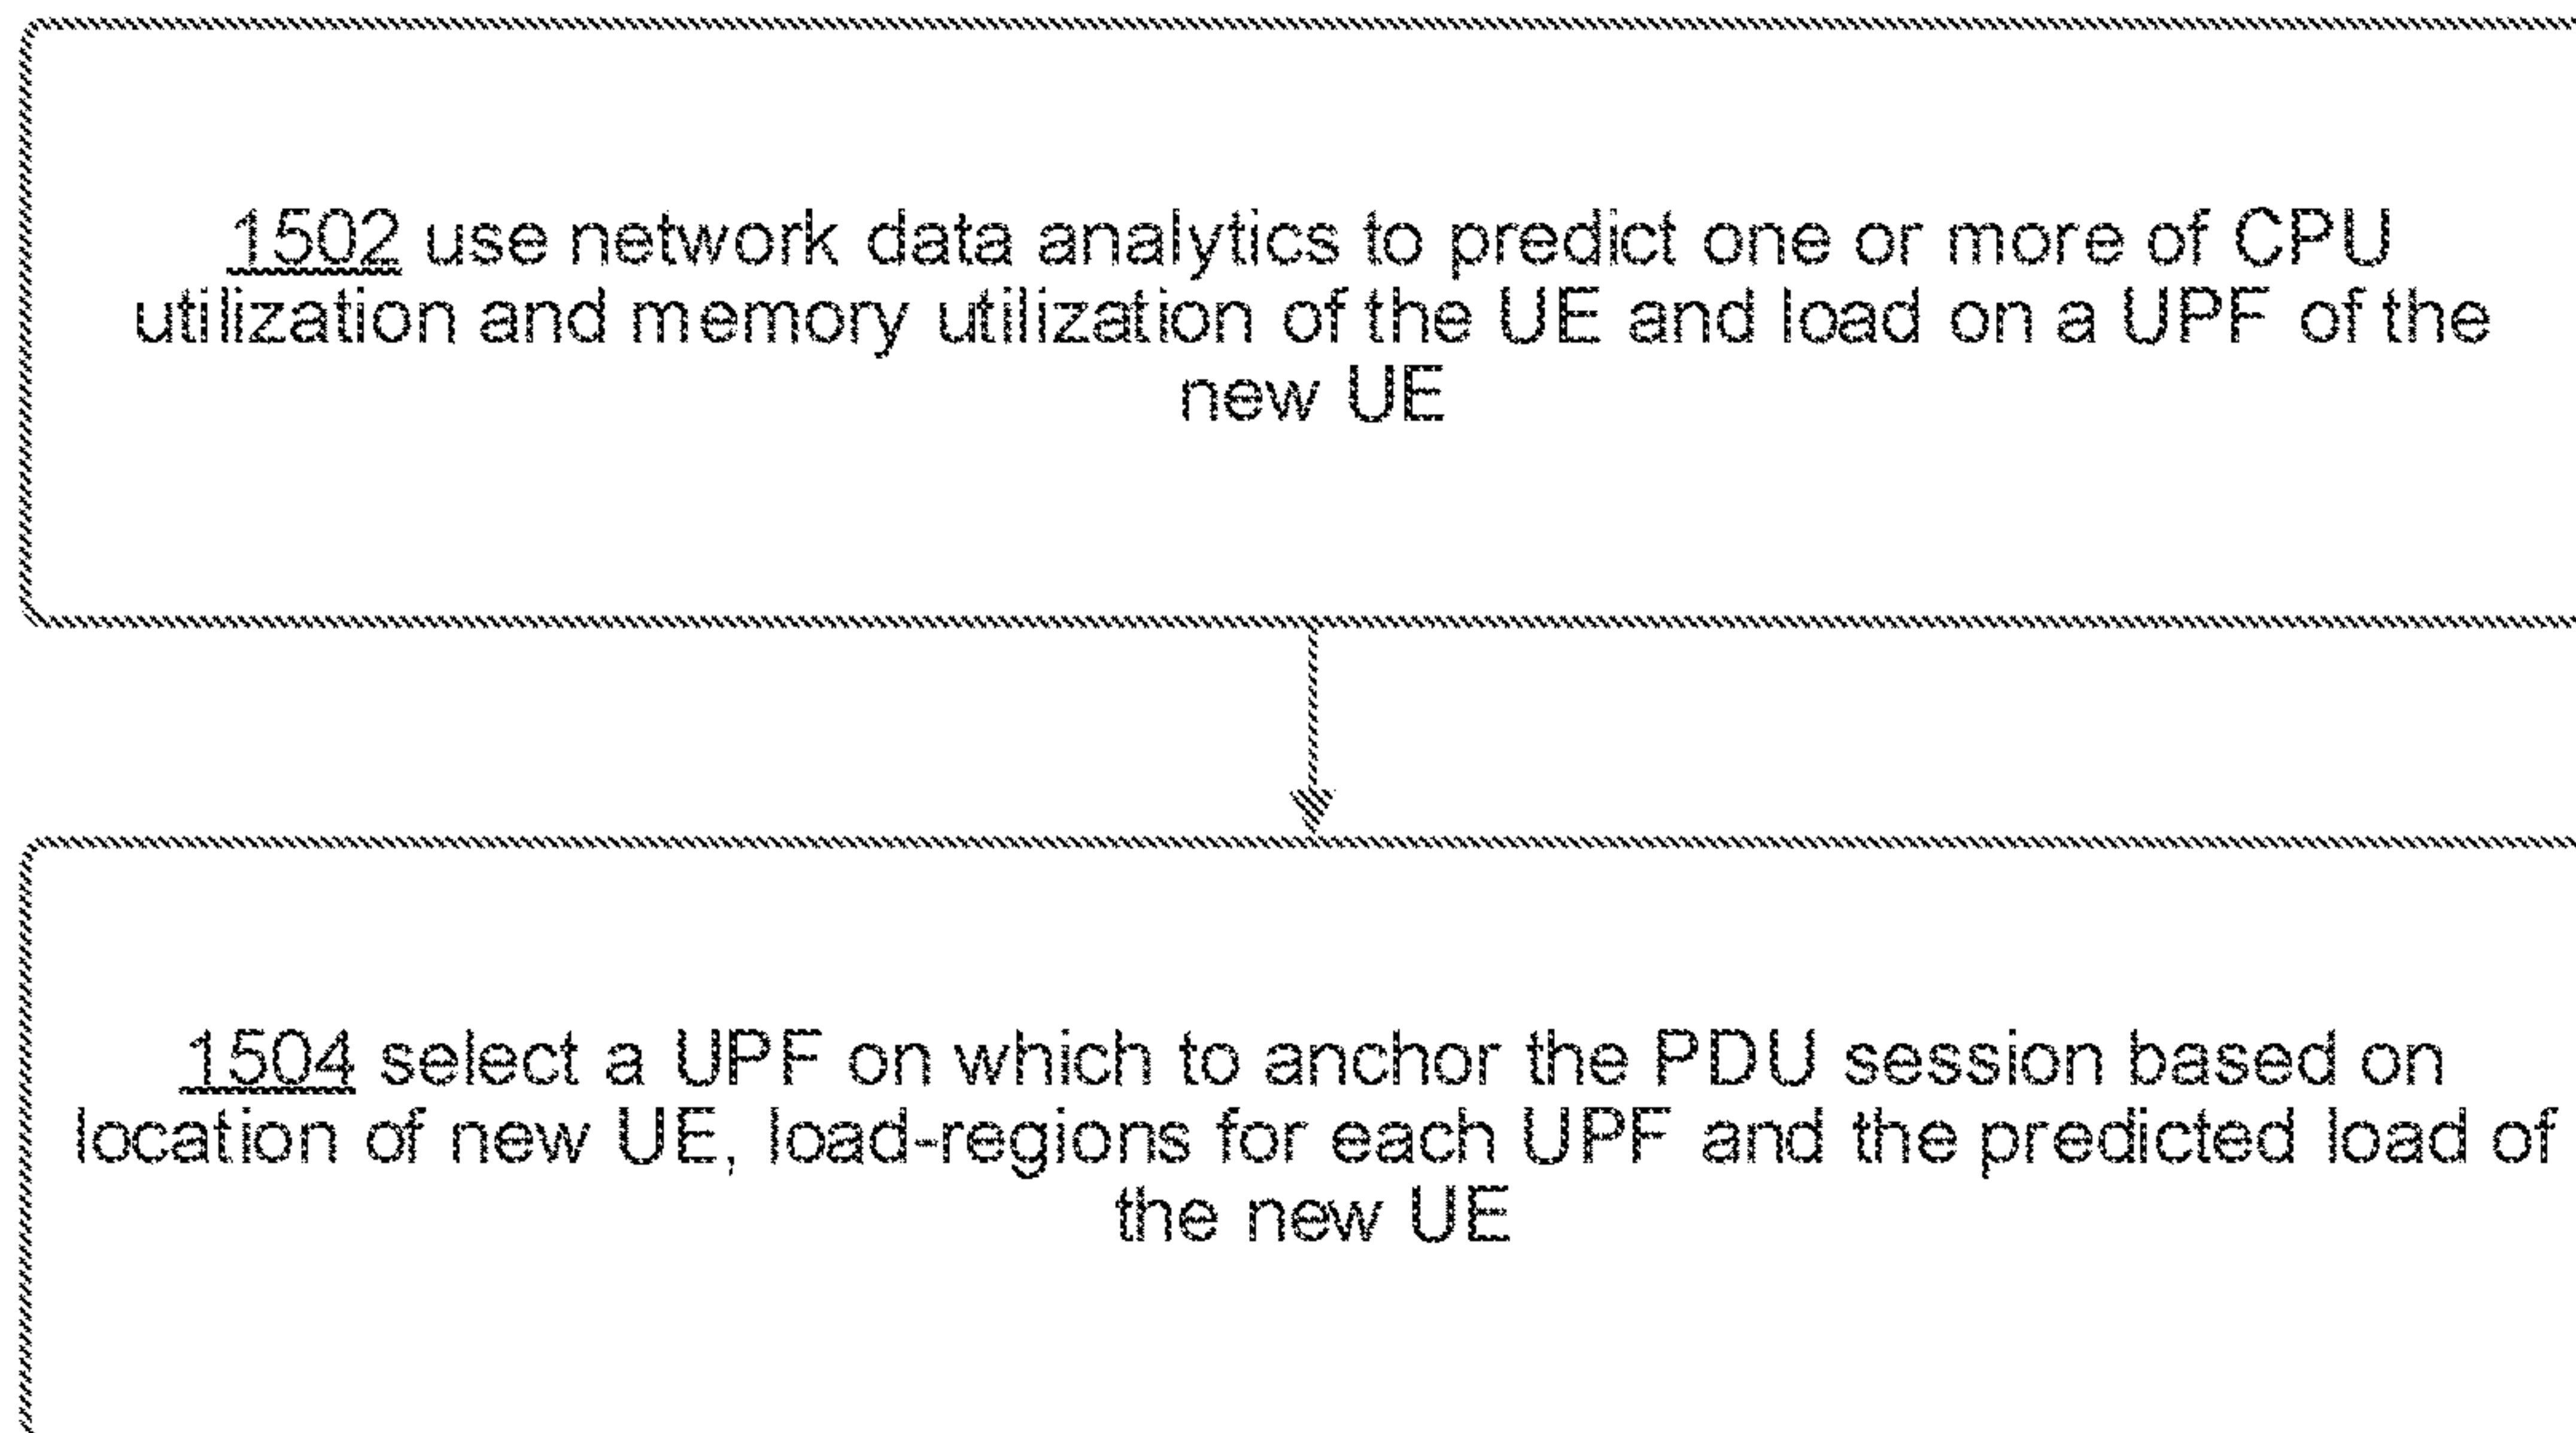 1502 use network data analytics to predict one or more of CPU
utilization and memory utilization of the UE and load on a UPF of the
new UE
1504 select a UPF on which to anchor the PDU session based on
location of new UE, load-regions for each UPF and the predicted load of
the new UE